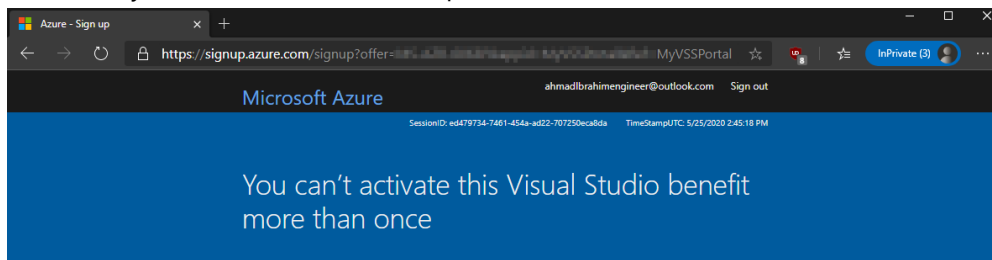 Azure - Sign up
https://signup.azure.com/signup?offer= MyVSSPortal
8
InPrivate (3)
Microsoft Azure
ahmadIbrahimengineer@outlook.com Sign out
SessionID: ed479734-7461-454a-ad22-707250eca8da TimeStampUTC: 5/25/2020 2:45:18 PM
You can't activate this Visual Studio benefit
more than once